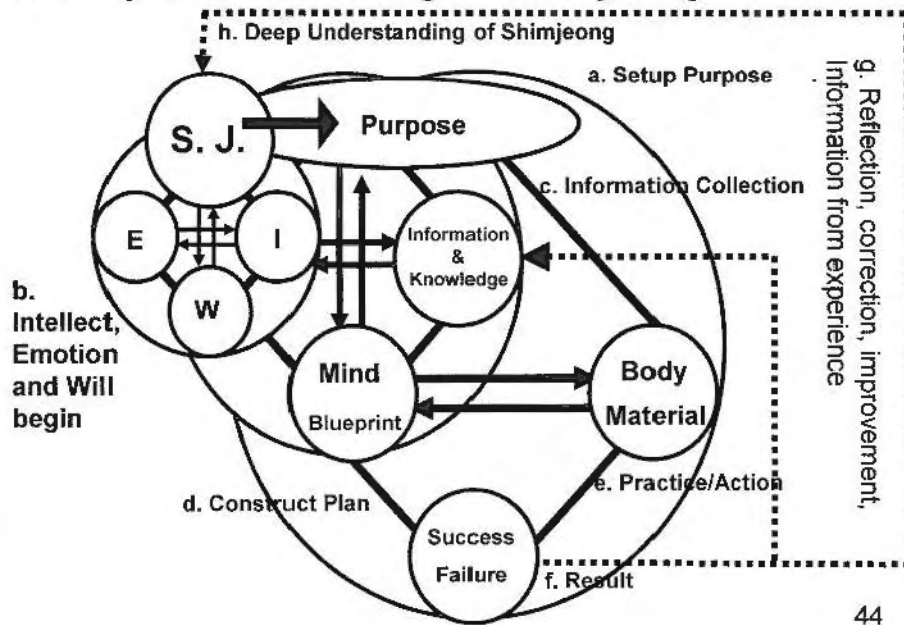 h. Deep Understanding of Shimjeong
a. Setup Purpose
S. J.
Purpose
c. Information Collection
E
I
W
Information
&
Knowledge
b.
Intellect,
Emotion
and Will
begin
Mind
Blueprint
Body
Material
d. Construct Plan
e. Practice/Action
Success
Failure
f. Result
g. Reflection, correction, improvement,
Information from experience
44